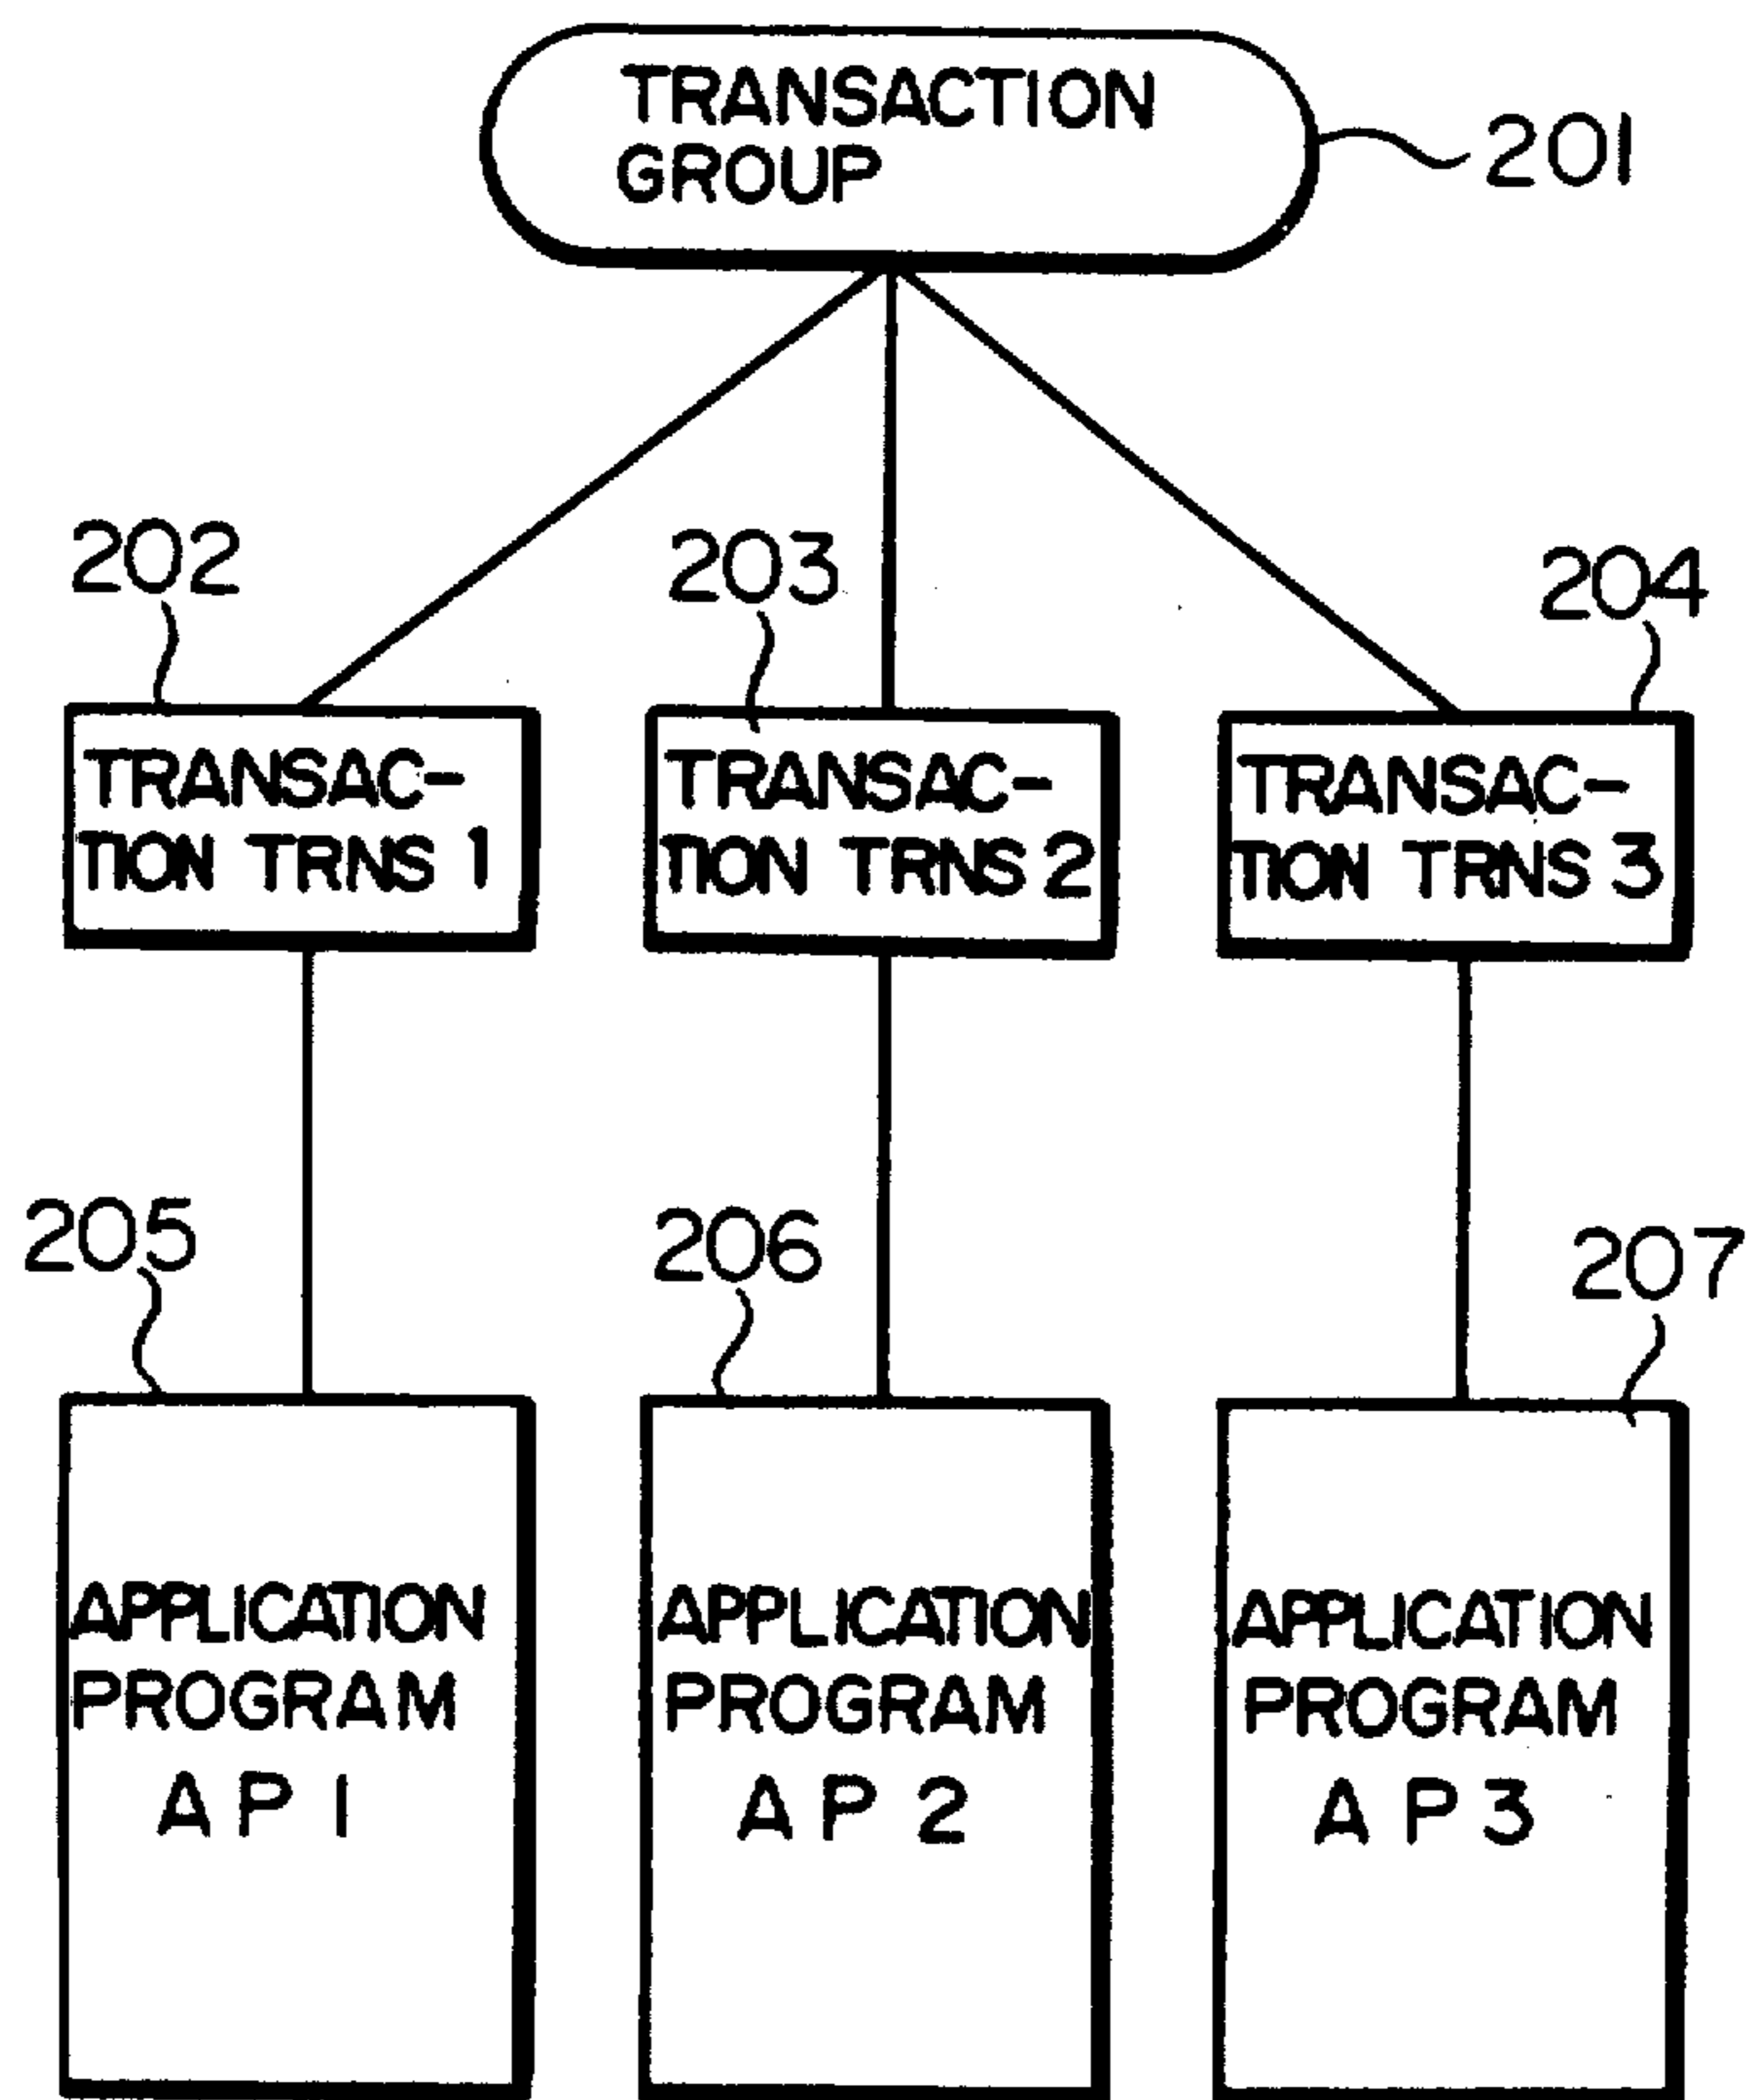 TRANSACTION
GROUP
201
202
203
204
TRANSAC-
TION TRNS 1
TRANSAC-
TION TRNS 2
TRANSAC-
TION TRNS 3
205
206
207
APPLICATION
PROGRAM
AP1
APPLICATION
PROGRAM
AP2
APPLICATION
PROGRAM
AP3